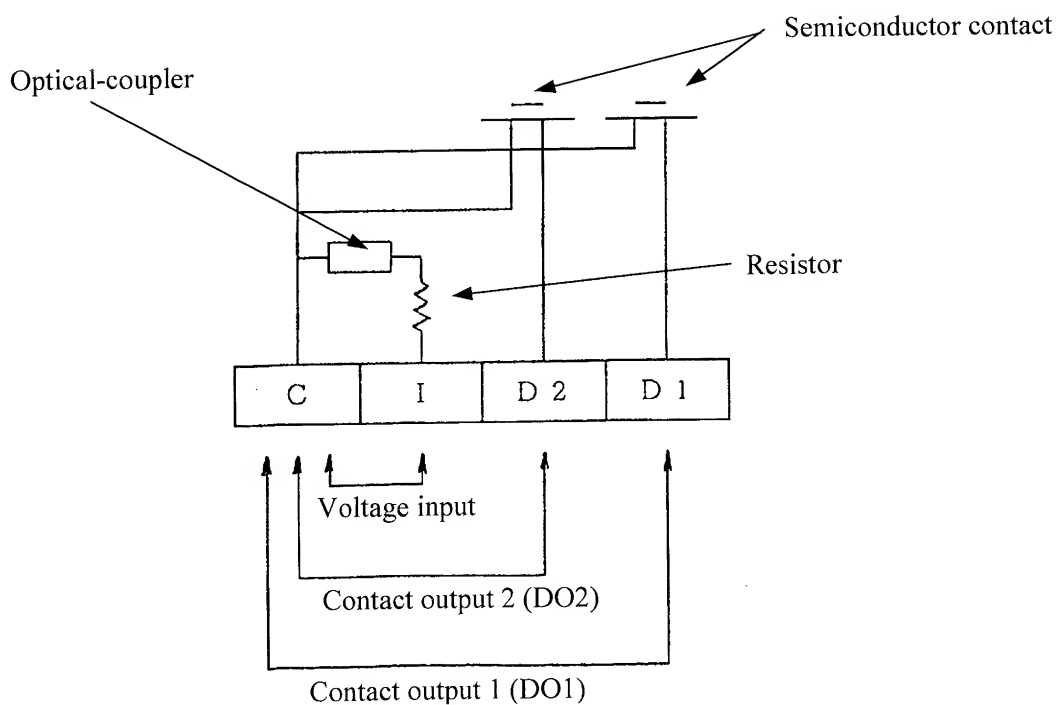 Semiconductor contact
Optical-coupler
Resistor
C I D 2 D 1
Voltage input
Contact output 2 (DO2)
Contact output 1 (DO1)